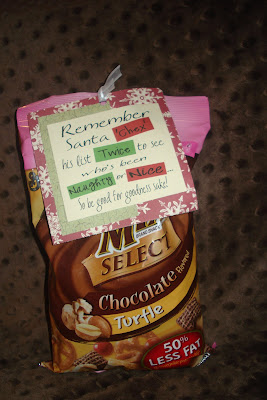 Remember
Santa "Chex"
his list Twice to see
who's been
Naughty or Nice...
So be good for goodness sake!
SELECT
Chocolate
Turtle
50%
LESS FAT